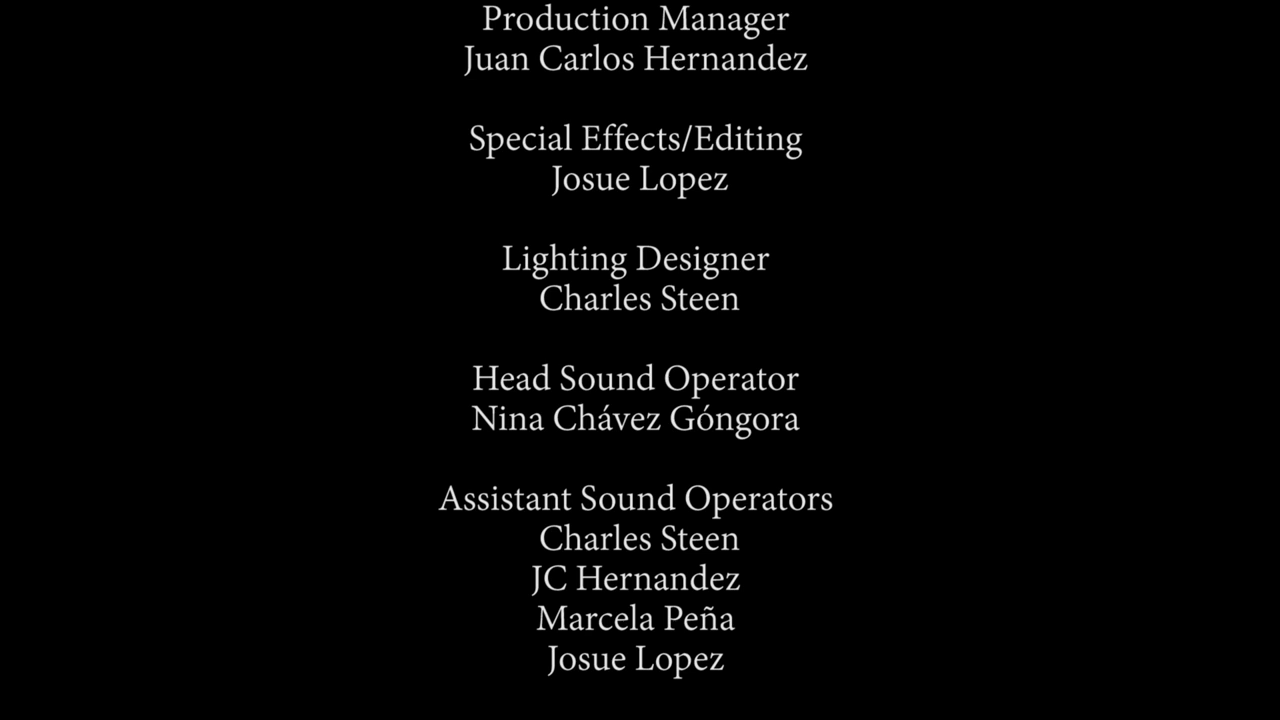 Production Manager
Juan Carlos Hernandez
Special Effects/Editing
Josue Lopez
Lighting Designer
Charles Steen
Head Sound Operator
Nina Chávez Góngora
Assistant Sound Operators
Charles Steen
JC Hernandez
Marcela Peña
Josue Lopez